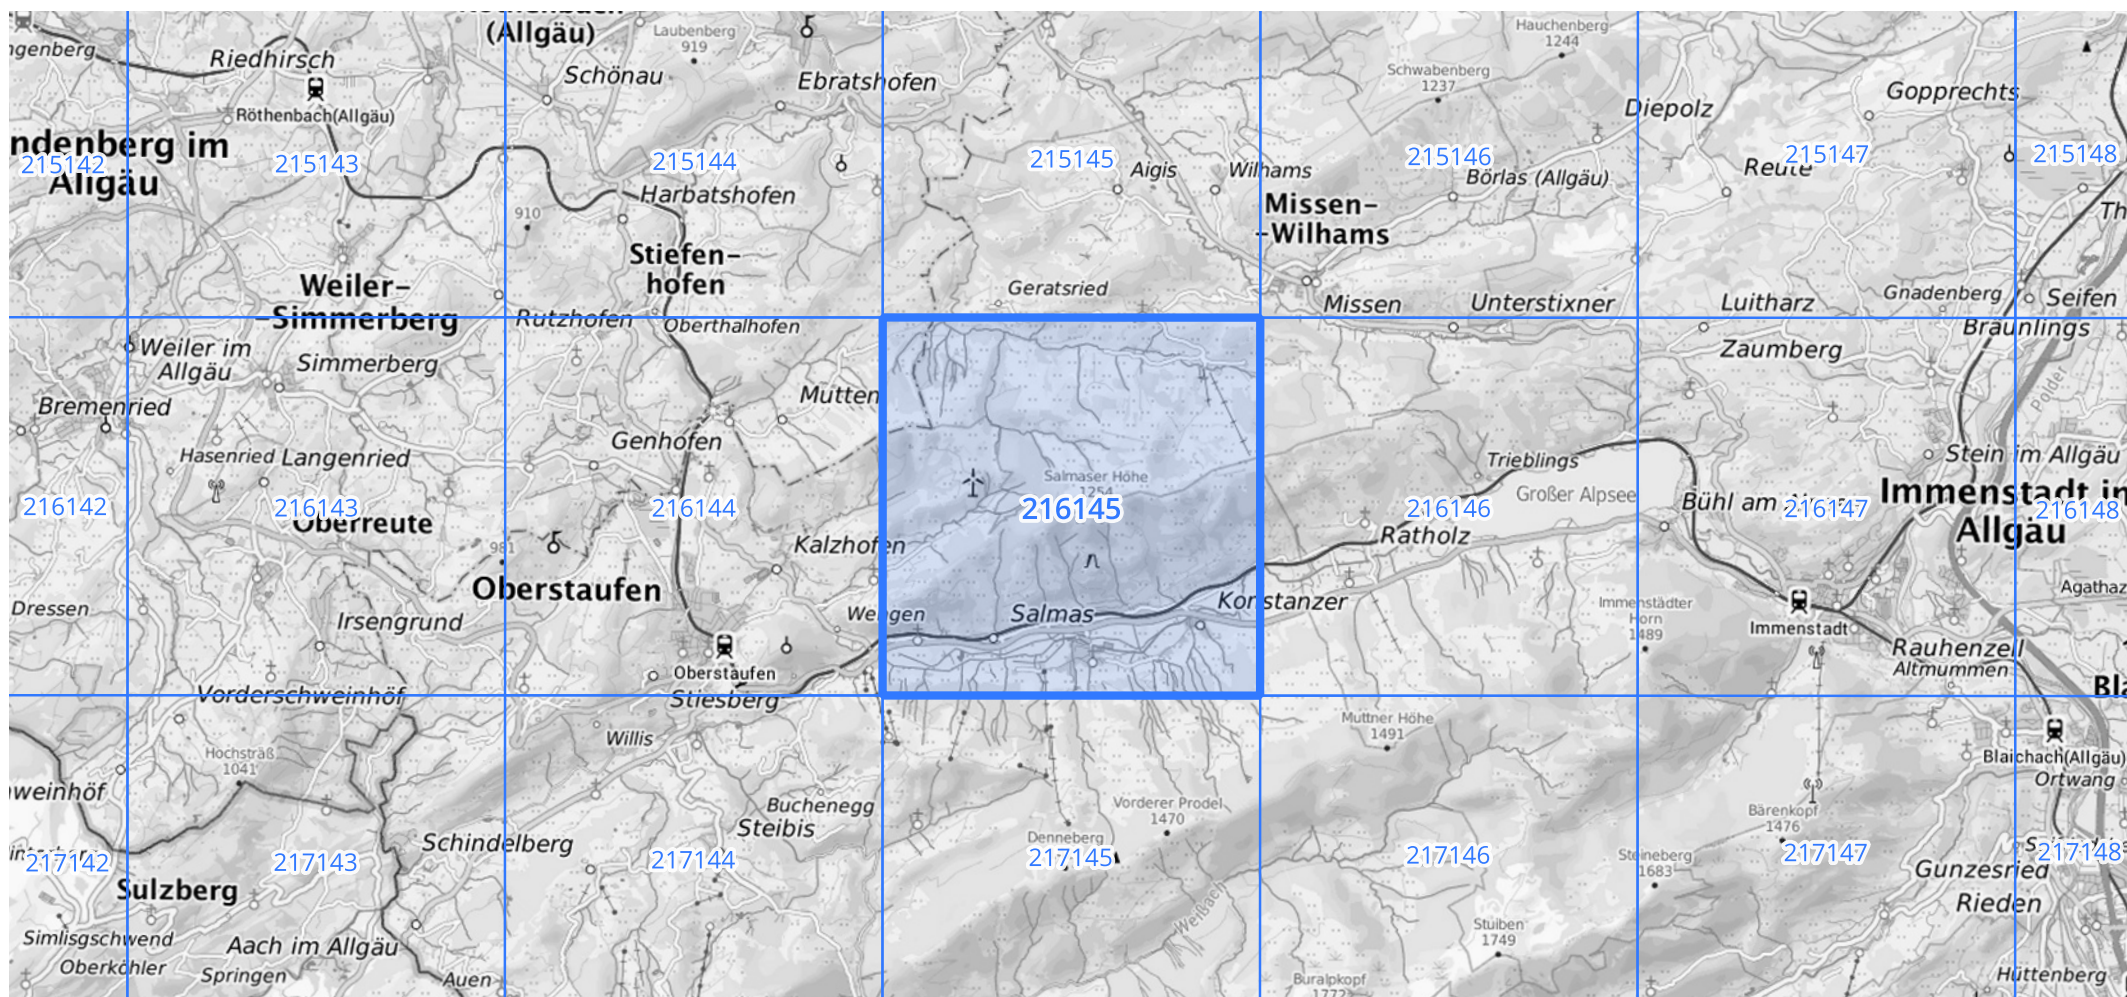 (Allgäu)
Laubenberg
919
Hauchenberg
1244
Riedhirsch
Schönau
Ebratshofen
Schwabenberg
1237
Gopprechts
Diepolz
Röthenbach(Allgäu)
ndenberg im
Allgäu
215142
215143
215144
215145
215146
215147
215148
Aigis
Wilhams
Börlas (Allgäu)
Reute
Harbatshofen
910
Missen-
-Wilhams
Th
Stiefen-
hofen
Weiler-
-Simmerberg
Geratsried
Missen
Unterstixner
Luitharz
Gnadenberg
Seifen
Rutzhofen
Oberthalhofen
Bräunlings
Weiler im
Allgäu
Simmerberg
Zaumberg
Polder
Mutten
Bremenried
Genhofen
Hasenried
Langenried
Salmaser Höhe
1254
Trieblings
Stein im Allgäu
Großer Alpsee
Bühl am
Immenstadt im
Allgäu
216142
216143
216144
216145
216146
216147
216148
Oberreute
981
Kalzhofen
Ratholz
Oberstaufen
Agathaz
Dressen
Irsengrund
Wengen
Salmas
Konstanzer
Immenstädter
Horn
1489
Immenstadt
Rauhenzell
Altmummen
Oberstaufen
Vorderschweinhöf
Stiesberg
Bla
Willis
Muttner Höhe
1491
Hochsträß
1041
Blaichach(Allgäu)
Ortwang
weinhöf
Buchenegg
Steibis
Vorderer Prodel
1470
Bärenkopf
1476
Schindelberg
Denneberg
Steineberg
1683
217142
217143
217144
217145
217146
217147
217148
Gunzesried
Sulzberg
Rieden
Weißach
Stuiben
1749
Simlisgschwend
Aach im Allgäu
Oberköhler
Springen
Auen
Buralpkopf
1772
Hüttenberg